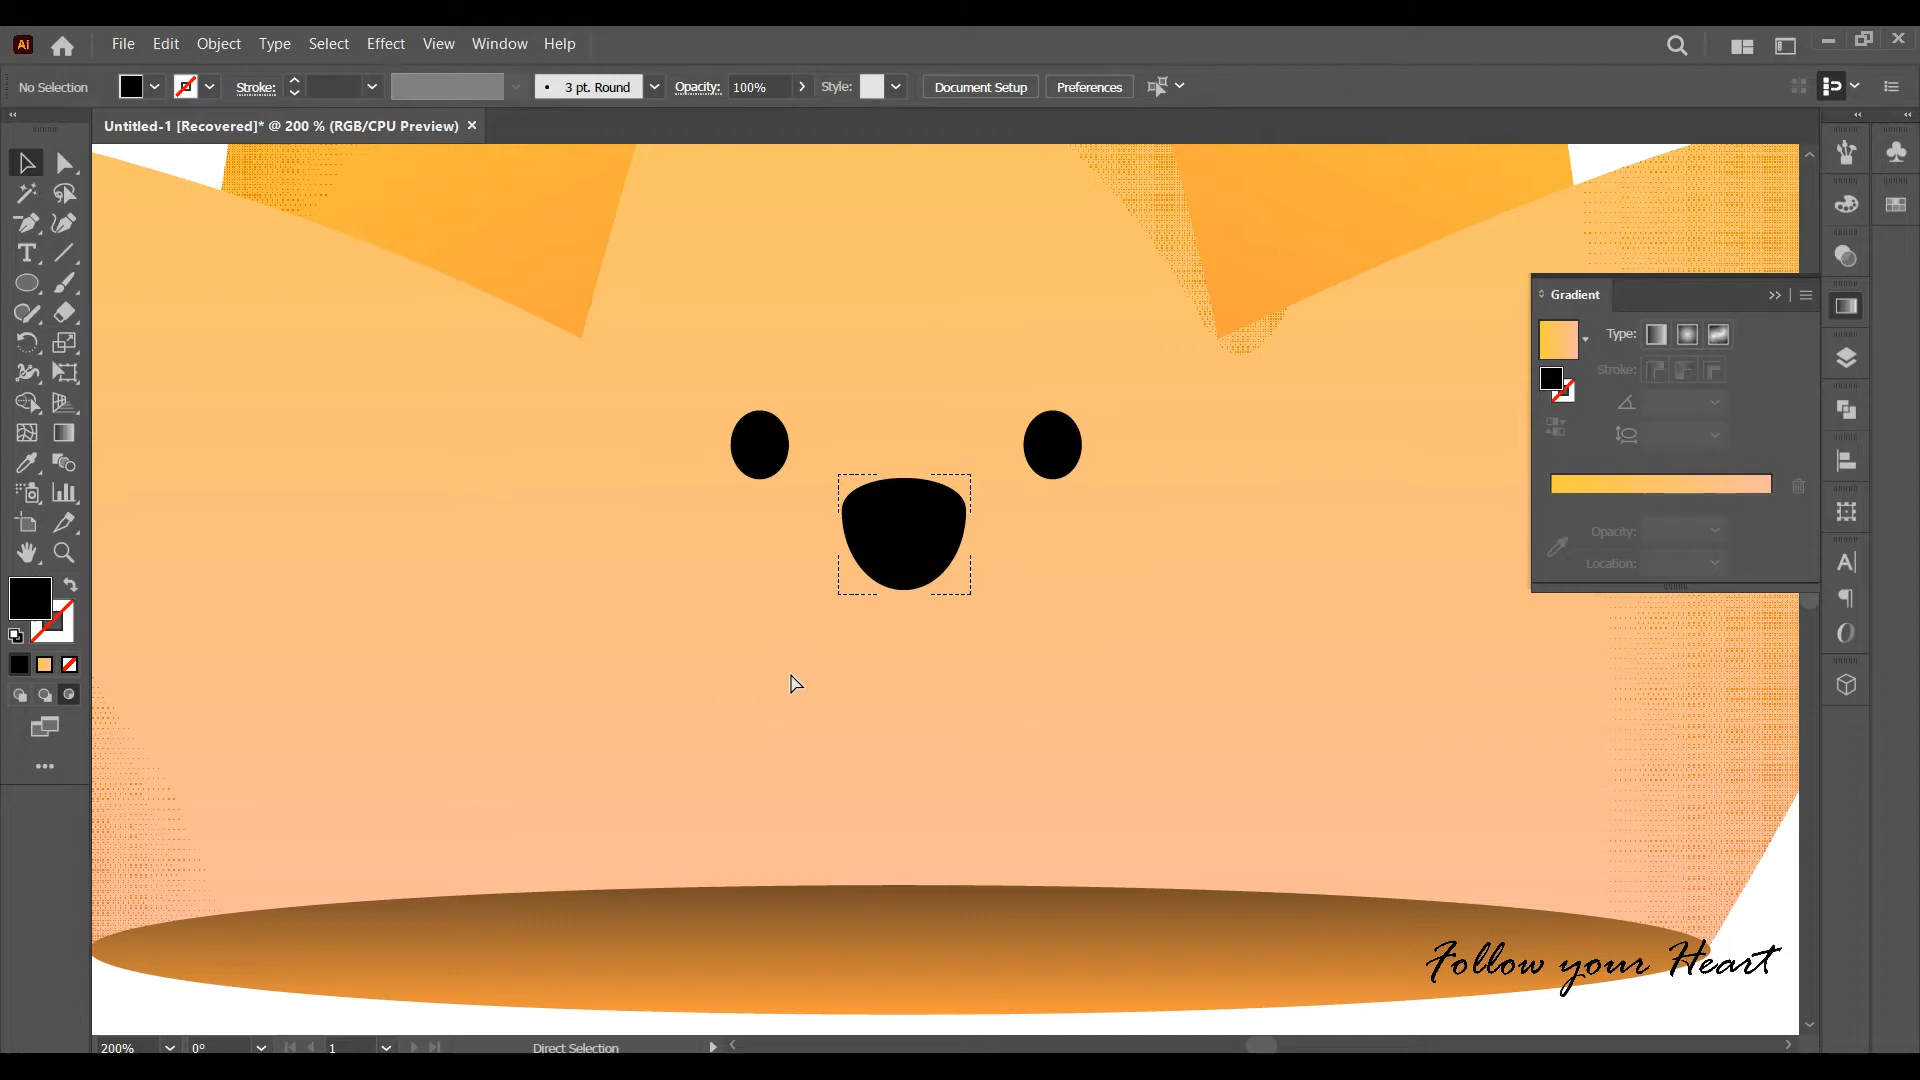 Ai
File Edit Object Type Select Effect View Window Help
No Selection Stroke: 3 pt. Round Opacity: 100% Style: Document Setup Preferences
Untitled-1 [Recovered]* @ 200 % (RGB/CPU Preview) ×
Gradient
Type:
Stroke:
Opacity:
Location:
Follow your Heart
200% 0° 1 Direct Selection